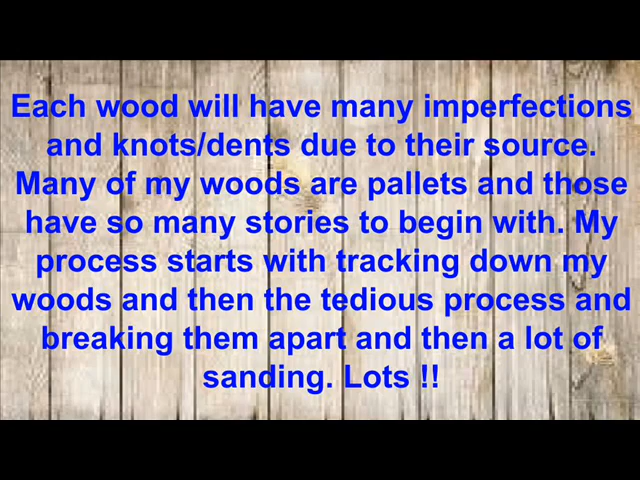 Each wood will have many imperfections
and knots/dents due to their source.
Many of my woods are pallets and those
have so many stories to begin with. My
process starts with tracking down my
woods and then the tedious process and
breaking them apart and then a lot of
sanding. Lots !!